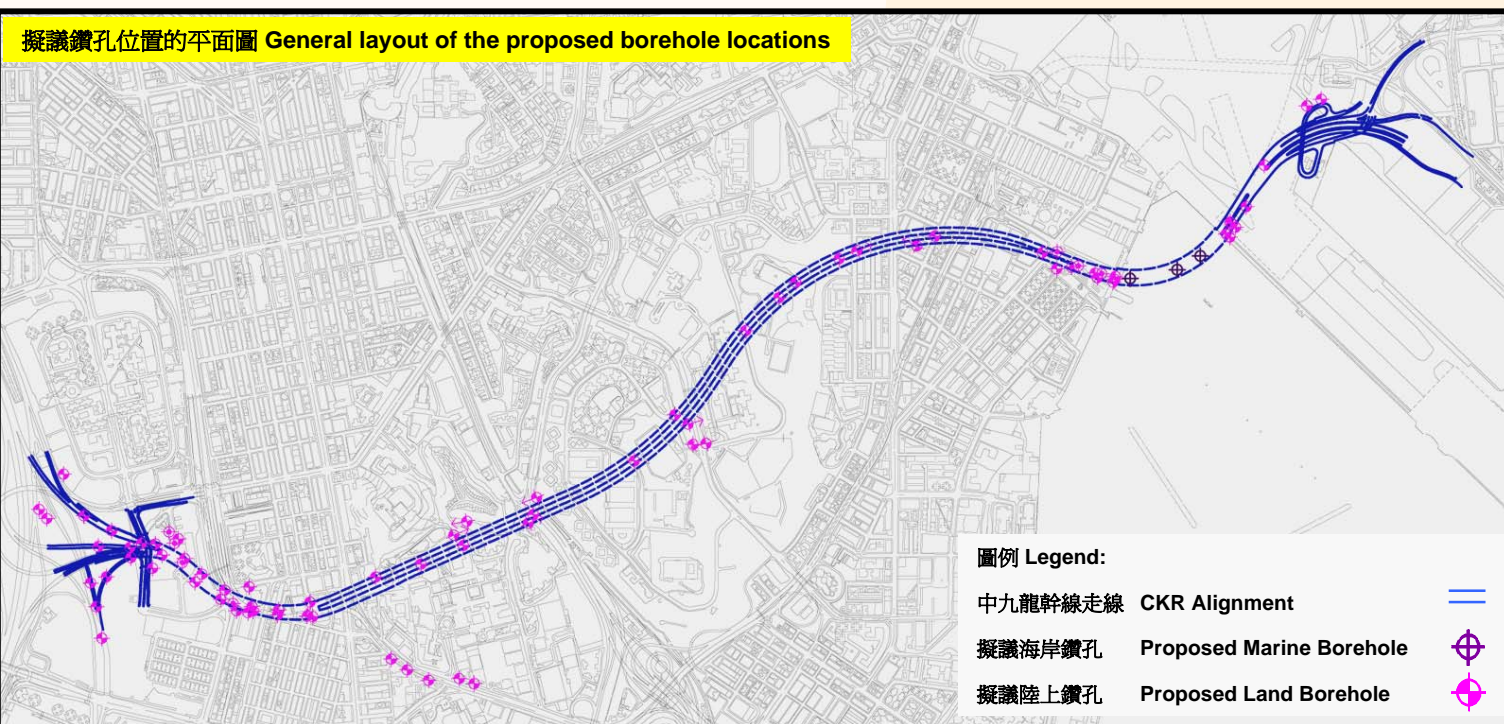 擬議鑽孔位置的平面圖 General layout of the proposed borehole locations
圖例 Legend:
中九龍幹線走線 CKR Alignment
擬議海岸鑽孔 Proposed Marine Borehole
擬議陸上鑽孔 Proposed Land Borehole